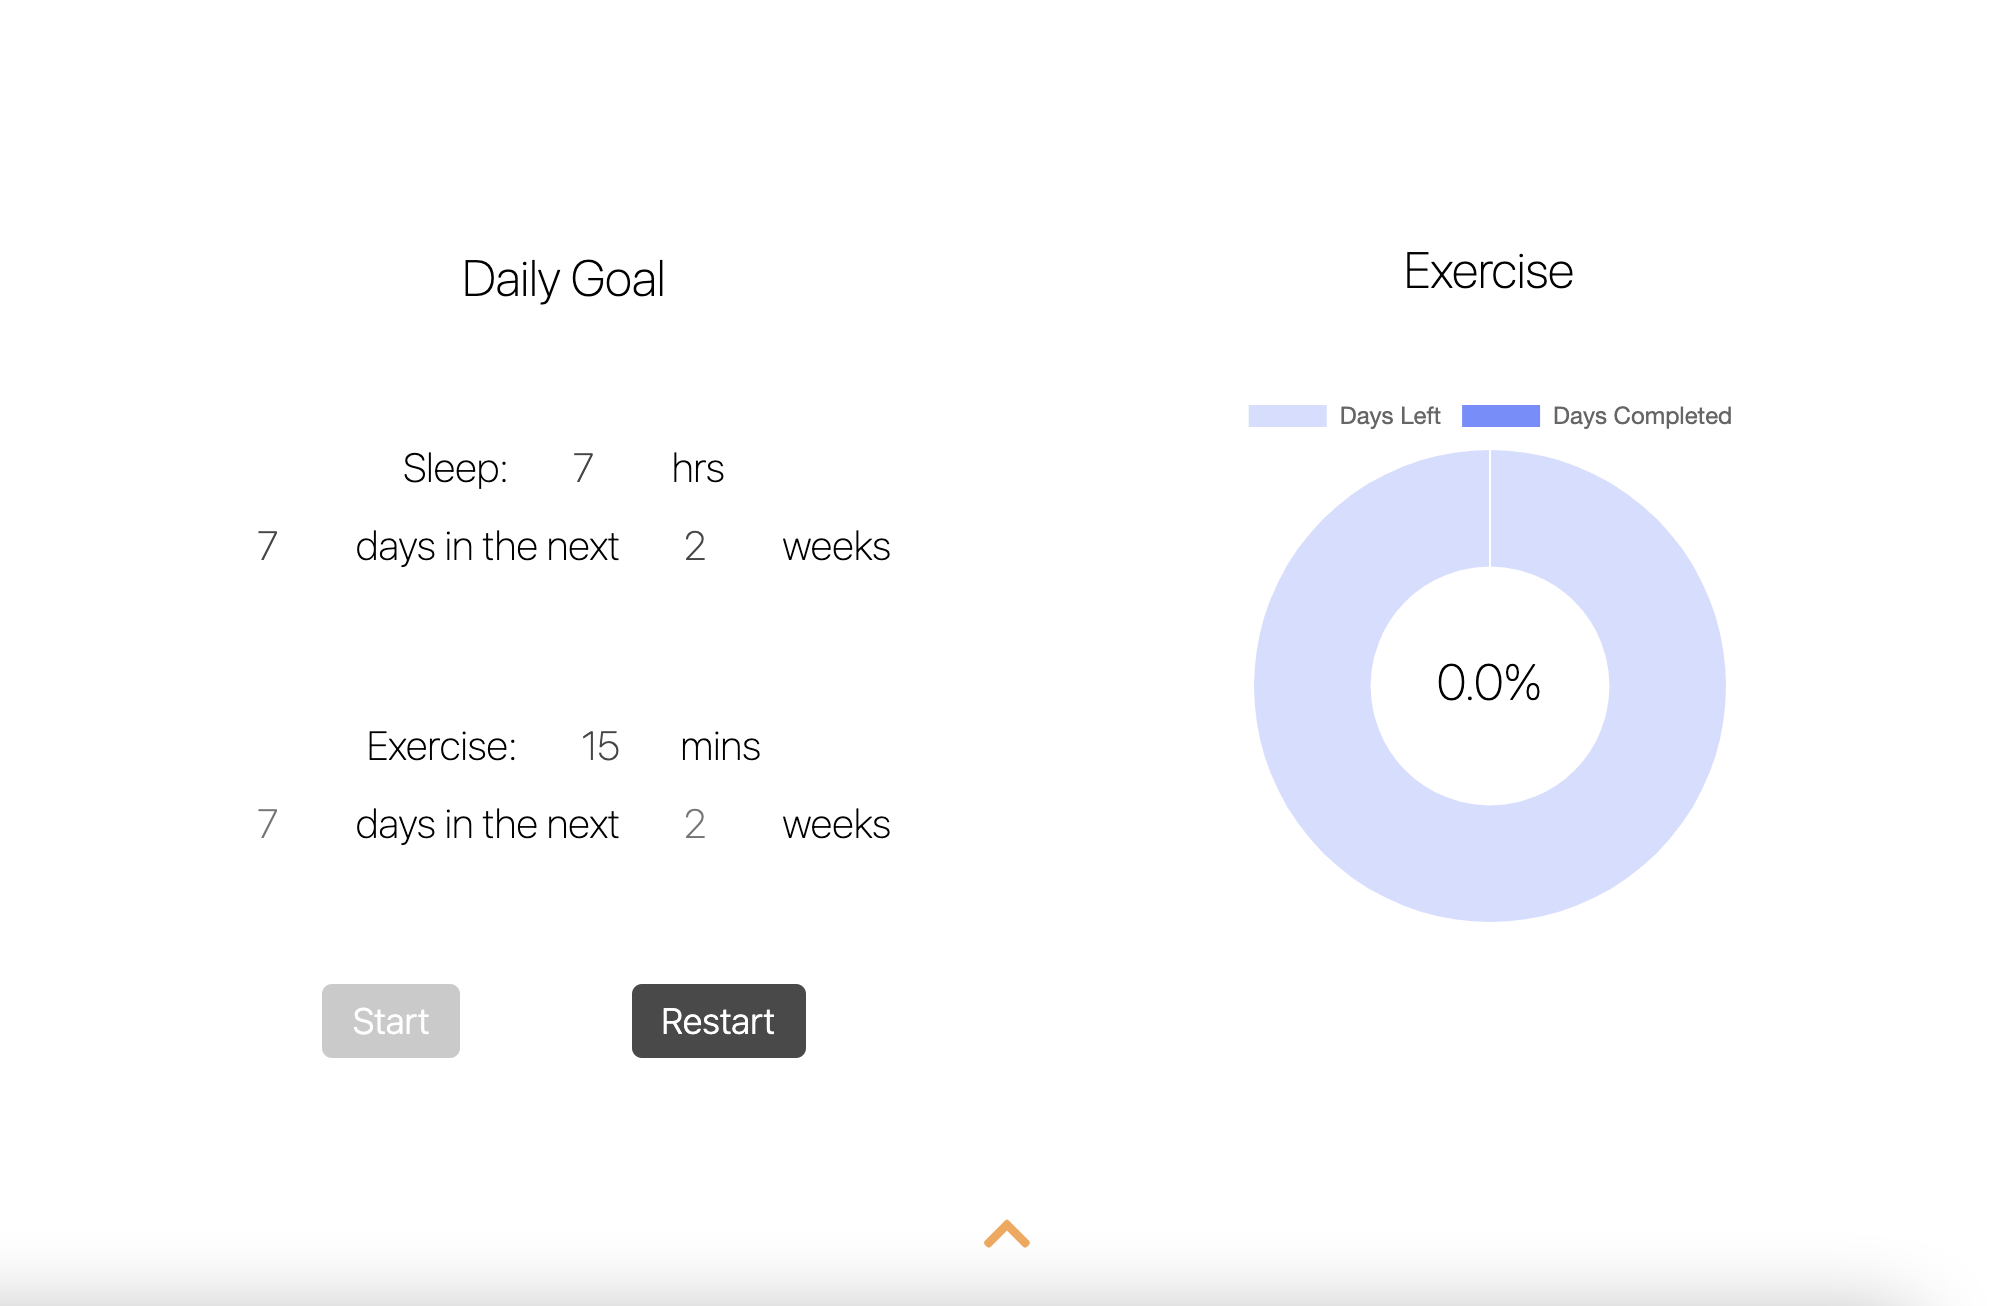 Daily Goal
Sleep: 7 hrs
7 days in the next 2 weeks
Exercise: 15 mins
7 days in the next 2 weeks
Start Restart
Exercise
Days Left Days Completed
0.0%